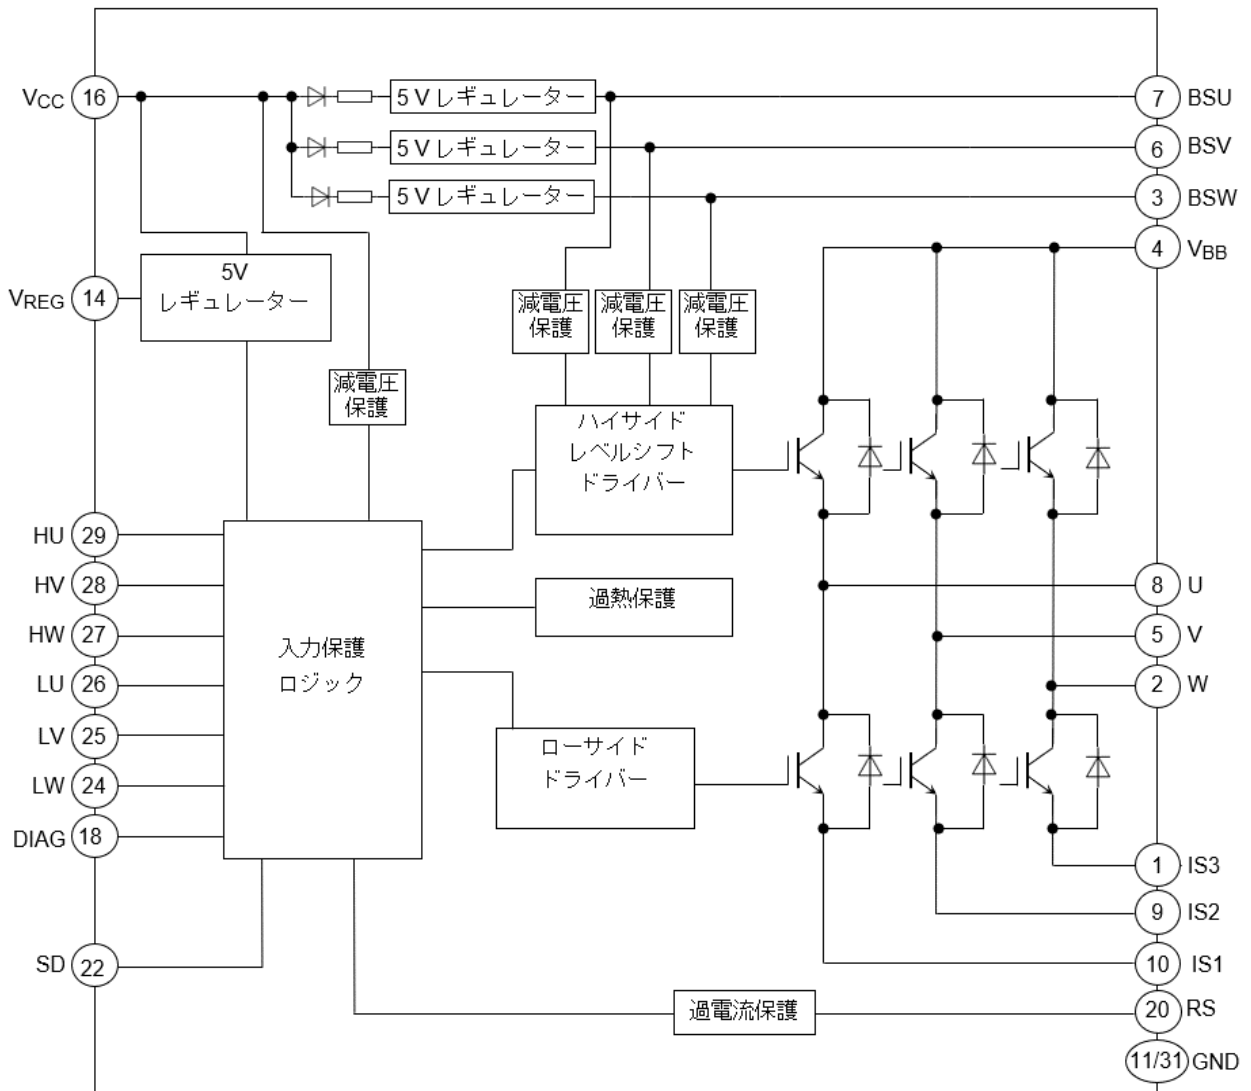 VCC 16
5Vレギュレーター
7 BSU
5Vレギュレーター
6 BSV
5Vレギュレーター
3 BSW
4 VBB
5V
レギュレーター
VREG 14
減電圧
保護
減電圧
保護
減電圧
保護
減電圧
保護
ハイサイド
レベルシフト
ドライバー
HU 29
HV 28
HW 27
LU 26
LV 25
LW 24
DIAG 18
SD 22
入力保護
ロジック
過熱保護
ローサイド
ドライバー
8 U
5 V
2 W
1 IS3
9 IS2
10 IS1
過電流保護
20 RS
11/31 GND